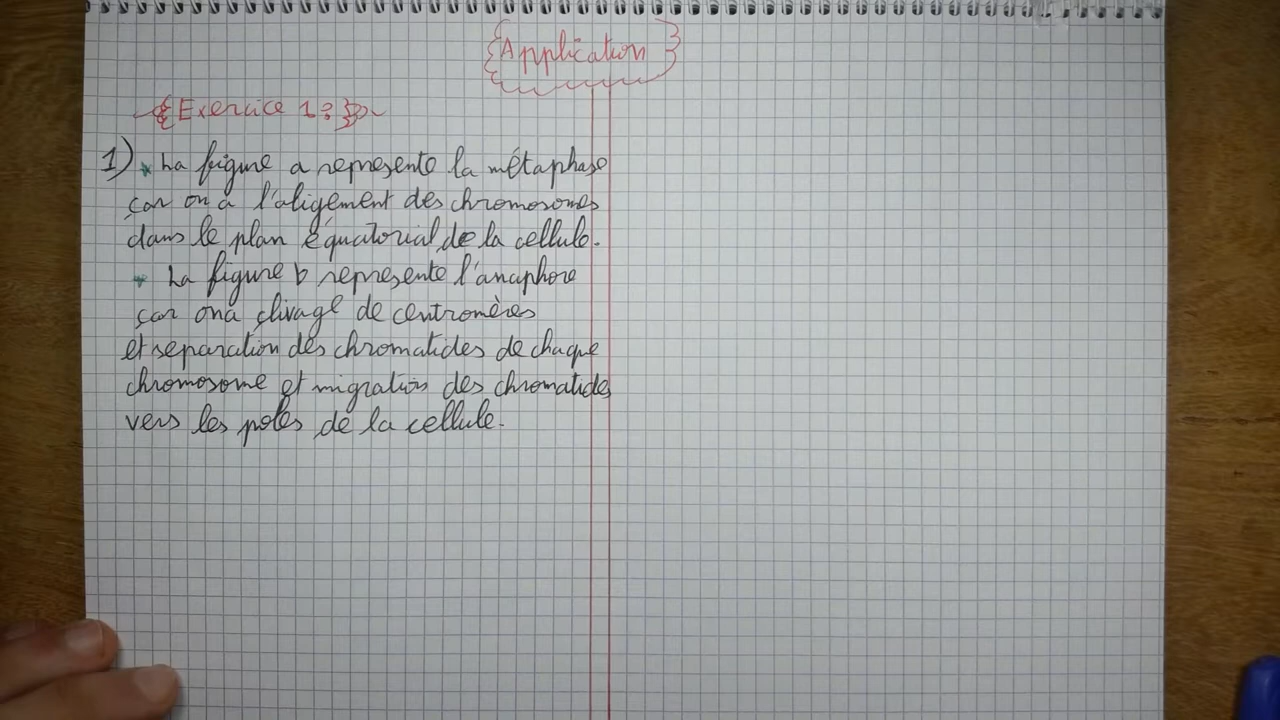 Application
Exercice 1:
1) * La figure a represente la métaphase
car on a l'aligement des chromosomes
dans le plan équatorial de la cellule.
* La figure b represente l'anaphase
car on a clivage de centromères
et separation des chromatides de chaque
chromosome et migration des chromatides
vers les poles de la cellule.